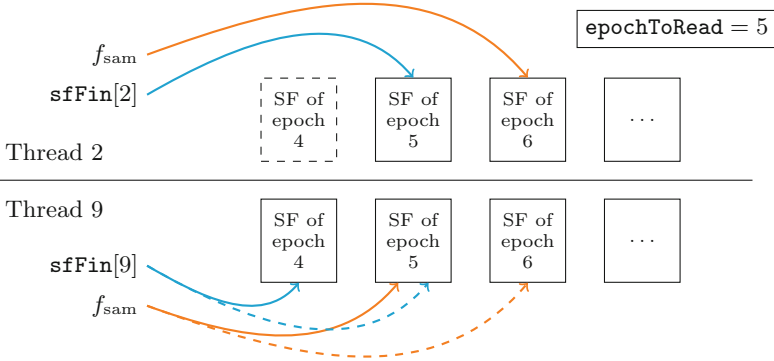 epochToRead = 5
f_sam
sfFin[2]
SF of
epoch
4
SF of
epoch
5
SF of
epoch
6
...
Thread 2
Thread 9
SF of
epoch
4
SF of
epoch
5
SF of
epoch
6
...
sfFin[9]
f_sam